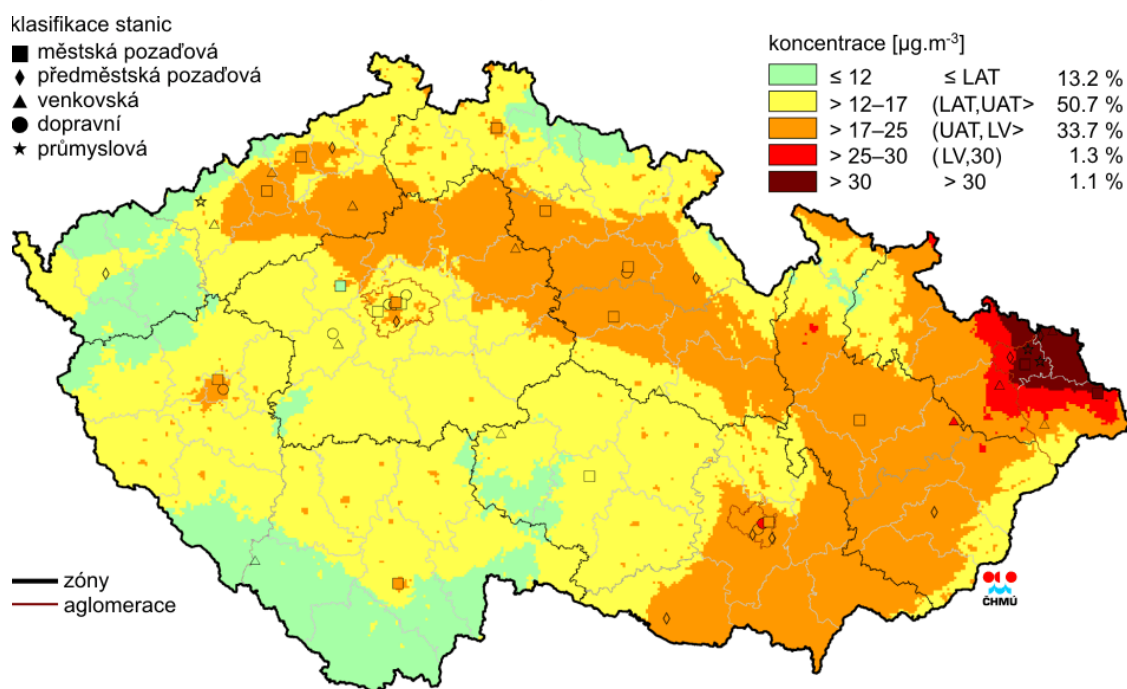 klasifikace stanic
městská pozaďová
předměstská pozaďová
venkovská
dopravní
průmyslová
koncentrace [µg.m⁻³]
≤ 12 ≤ LAT 13.2 %
> 12–17 (LAT,UAT> 50.7 %
> 17–25 (UAT, LV> 33.7 %
> 25–30 (LV,30) 1.3 %
> 30 > 30 1.1 %
zóny
aglomerace
ČHMÚ